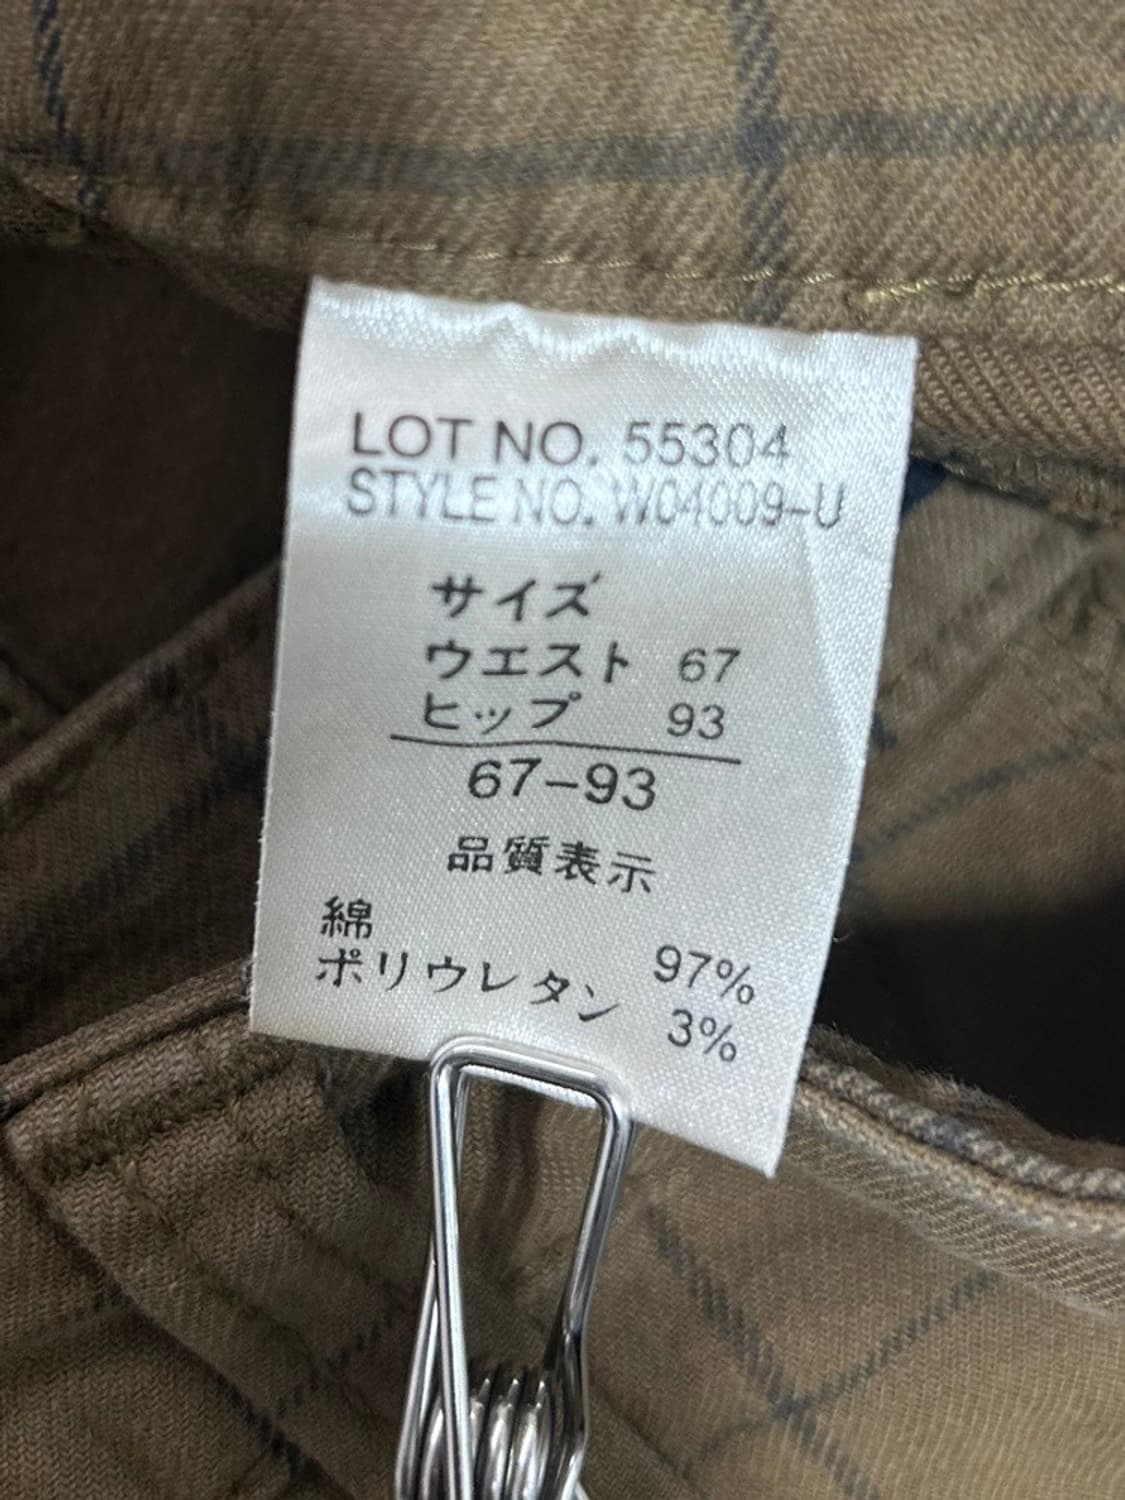 LOT NO. 55304
STYLE NO. W04009-U
サイズ
ウエスト 67
ヒップ 93
67-93
品質表示
綿 97%
ポリウレタン 3%